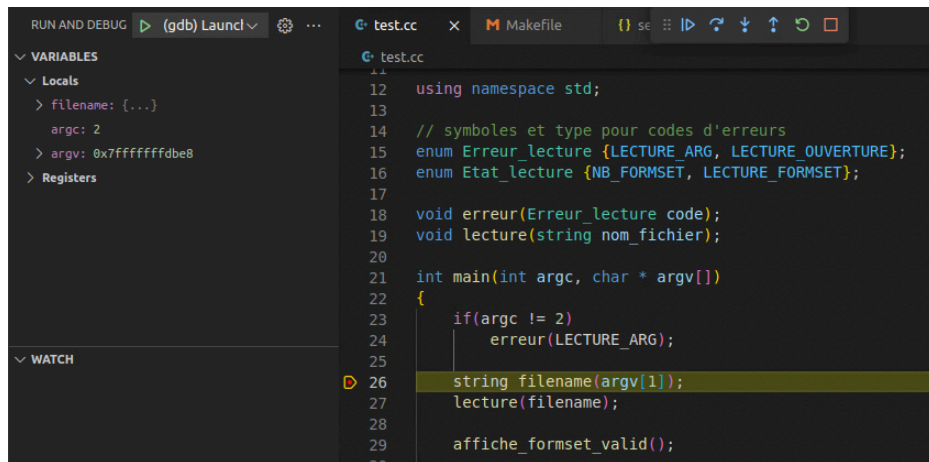 RUN AND DEBUG (gdb) Launcl ...
VARIABLES
Locals
filename: {...}
argc: 2
argv: 0x7fffffffdbe8
Registers
WATCH
test.cc Makefile {} se
test.cc
11
12 using namespace std;
13
14 // symboles et type pour codes d'erreurs
15 enum Erreur_lecture {LECTURE_ARG, LECTURE_OUVERTURE};
16 enum Etat_lecture {NB_FORMSET, LECTURE_FORMSET};
17
18 void erreur(Erreur_lecture code);
19 void lecture(string nom_fichier);
20
21 int main(int argc, char * argv[])
22 {
23 if(argc != 2)
24 erreur(LECTURE_ARG);
25
26 string filename(argv[1]);
27 lecture(filename);
28
29 affiche_formset_valid();